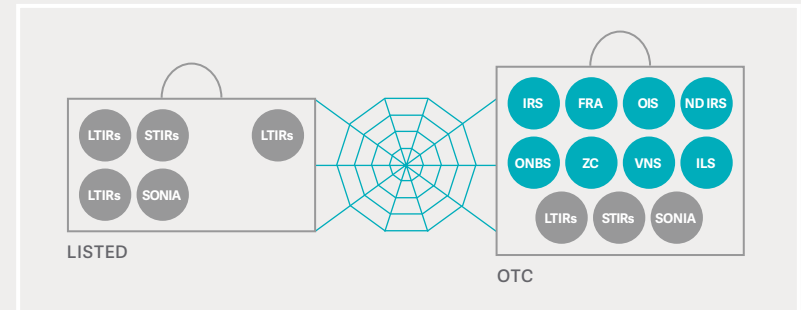 LTIRs STIRs LTIRs
LTIRs SONIA
LISTED
IRS FRA OIS ND IRS
ONBS ZC VNS ILS
LTIRs STIRs SONIA
OTC